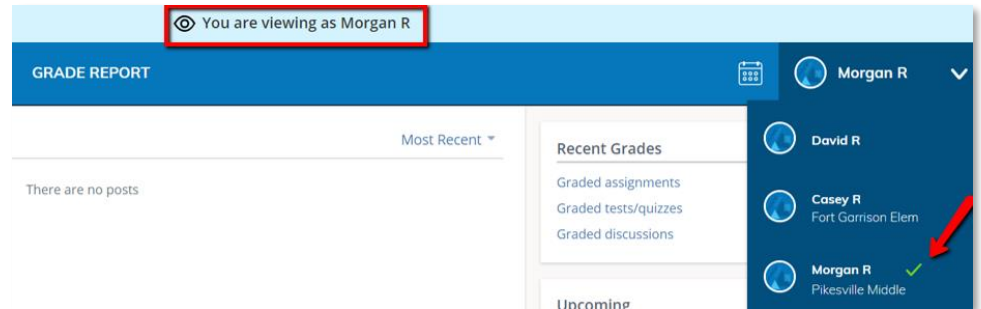 You are viewing as Morgan R
GRADE REPORT
Morgan R
Most Recent
There are no posts
Recent Grades
Graded assignments
Graded tests/quizzes
Graded discussions
Upcoming
David R
Casey R
Fort Garrison Elem
Morgan R
Pikesville Middle